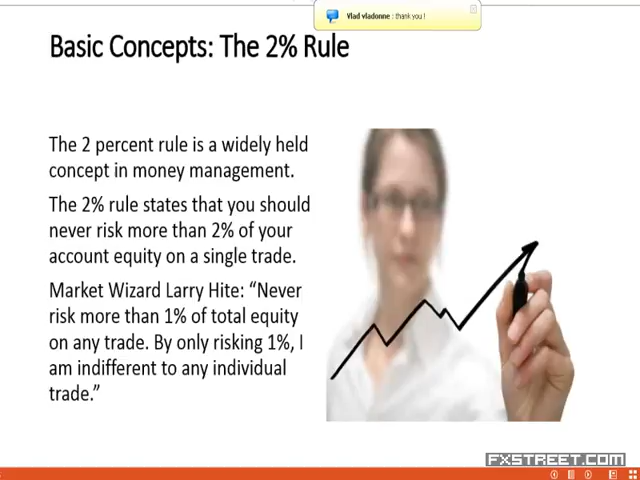 Vlad vladonne : thank you !
Basic Concepts: The 2% Rule
The 2 percent rule is a widely held
concept in money management.
The 2% rule states that you should
never risk more than 2% of your
account equity on a single trade.
Market Wizard Larry Hite: “Never
risk more than 1% of total equity
on any trade. By only risking 1%, I
am indifferent to any individual
trade.”
FXSTREET.COM